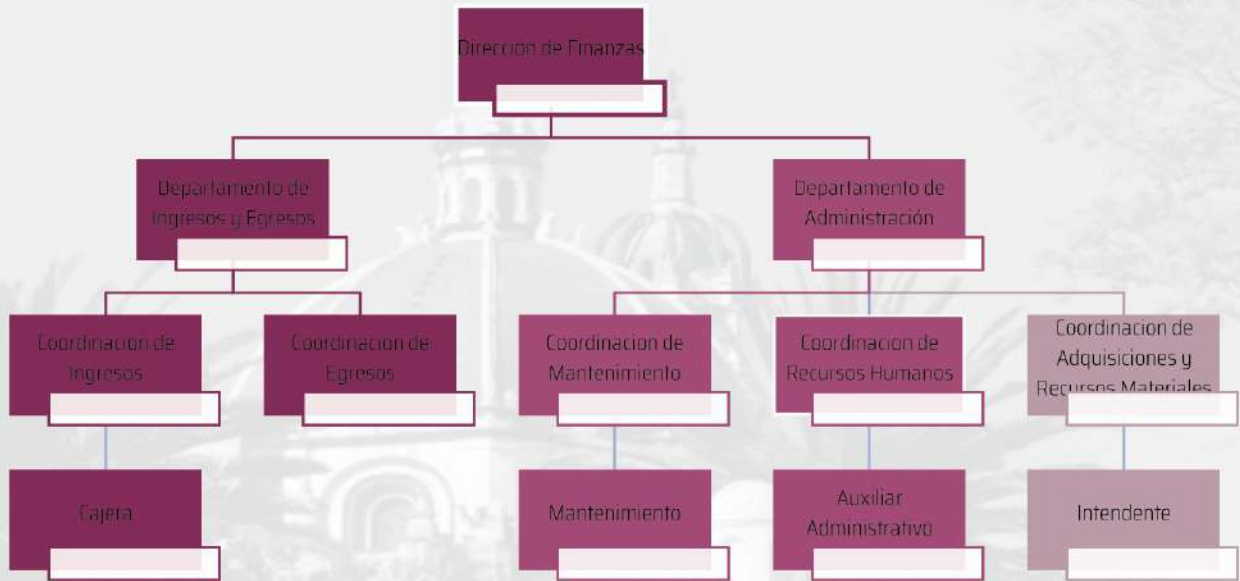 Dirección de Finanzas
Departamento de
Ingresos y Egresos
Departamento de
Administración
Coordinacion de
Ingresos
Coordinacion de
Egresos
Coordinacion de
Mantenimiento
Coordinacion de
Recursos Humanos
Coordinacion de
Adquisiciones y
Recursos Materiales
Cajera
Mantenimiento
Auxiliar
Administrativo
Intendente